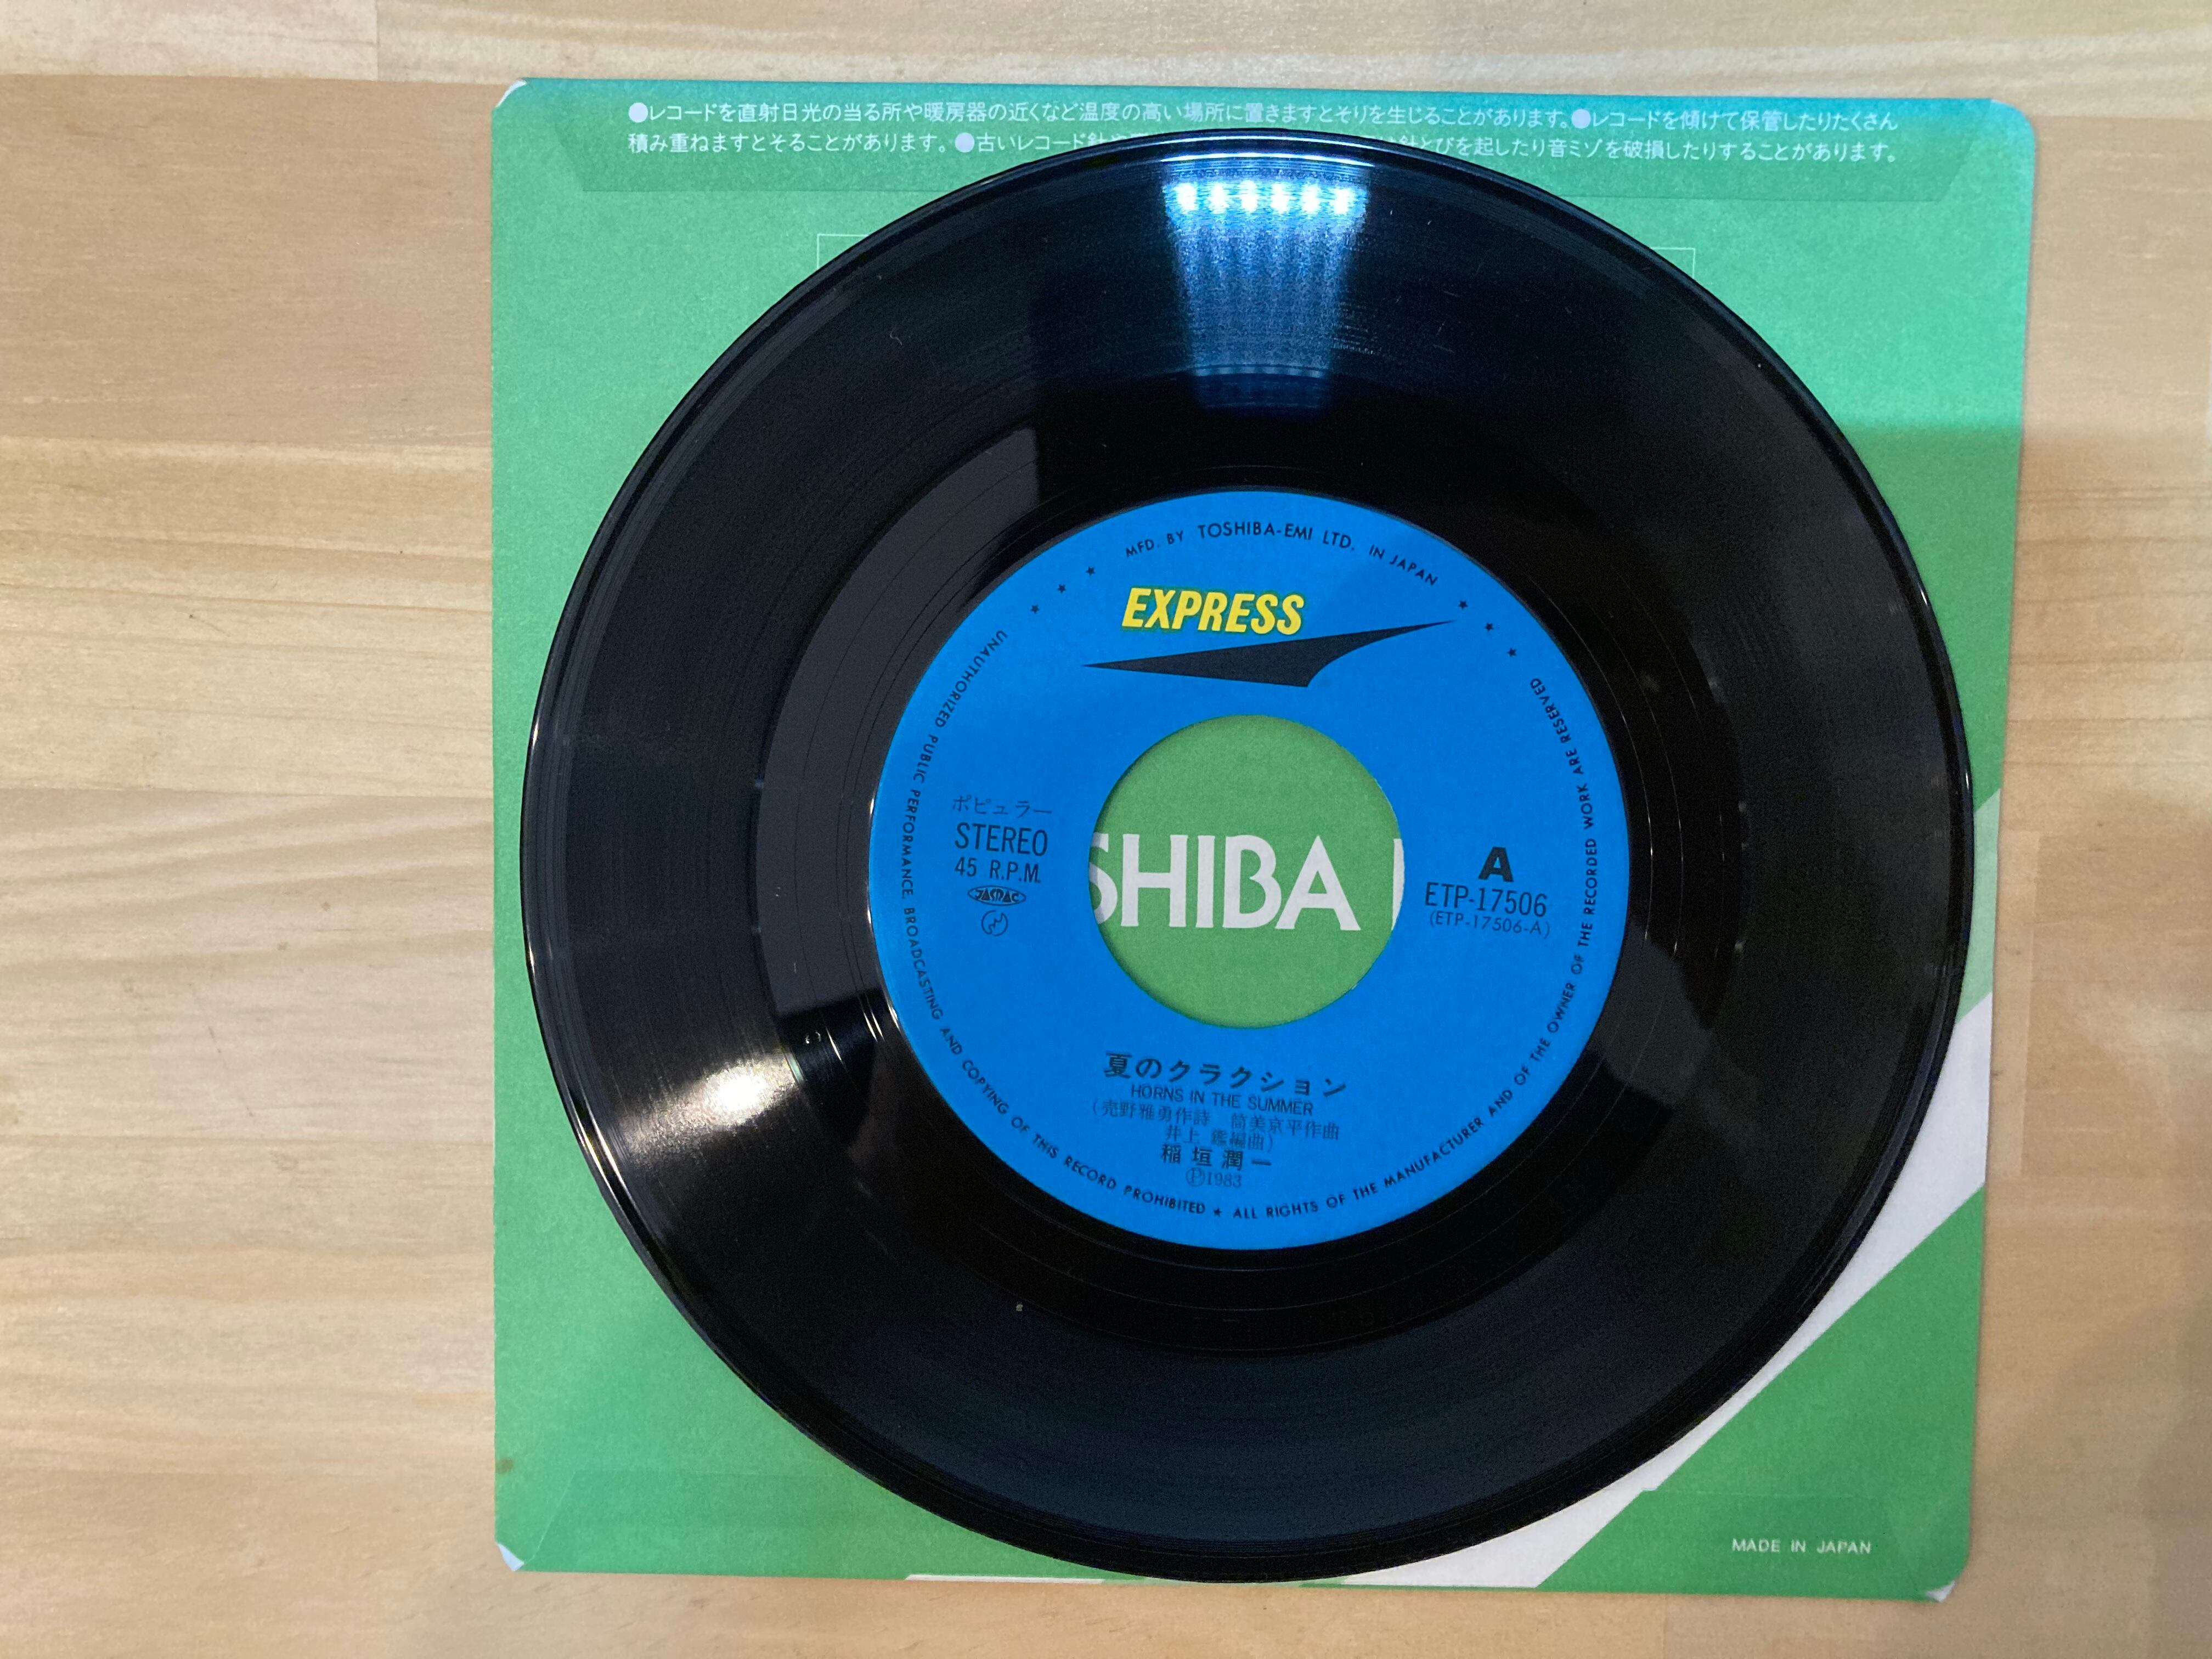 ●レコードを直射日光の当る所や暖房器の近くなど温度の高い場所に置きますとそりを生じることがあります。●レコードを傾けて保管したりたくさん
積み重ねますとそることがあります。●古いレコード針や
針とびを起したり音ミゾを破損したりすることがあります。
MFD. BY TOSHIBA-EMI LTD. IN JAPAN
EXPRESS
ポピュラー
STEREO
45 R.P.M.
JASRAC
SHIBA
A
ETP-17506
(ETP-17506-A)
夏のクラクション
HORNS IN THE SUMMER
(売野雅勇作詩 筒美京平作曲
井上 鑑編曲)
稲垣潤一
Ⓟ1983
UNAUTHORIZED PUBLIC PERFORMANCE, BROADCASTING AND COPYING OF THIS RECORD PROHIBITED ★ ALL RIGHTS OF THE MANUFACTURER AND OF THE OWNER OF THE RECORDED WORK ARE RESERVED
MADE IN JAPAN